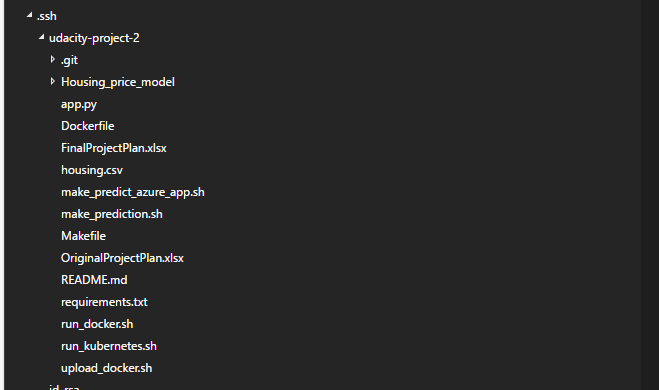 .ssh
udacity-project-2
.git
Housing_price_model
app.py
Dockerfile
FinalProjectPlan.xlsx
housing.csv
make_predict_azure_app.sh
make_prediction.sh
Makefile
OriginalProjectPlan.xlsx
README.md
requirements.txt
run_docker.sh
run_kubernetes.sh
upload_docker.sh
id_rsa